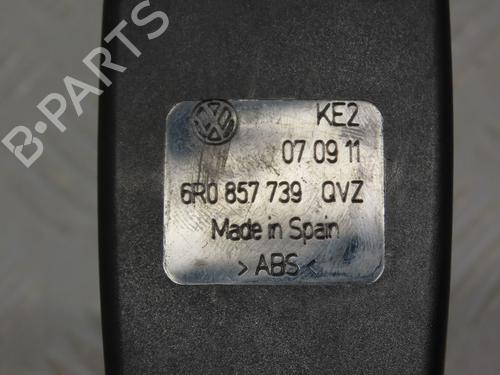 KE2
07 09 11
6R0 857 739 QVZ
Made in Spain
>ABS<
B-PARTS